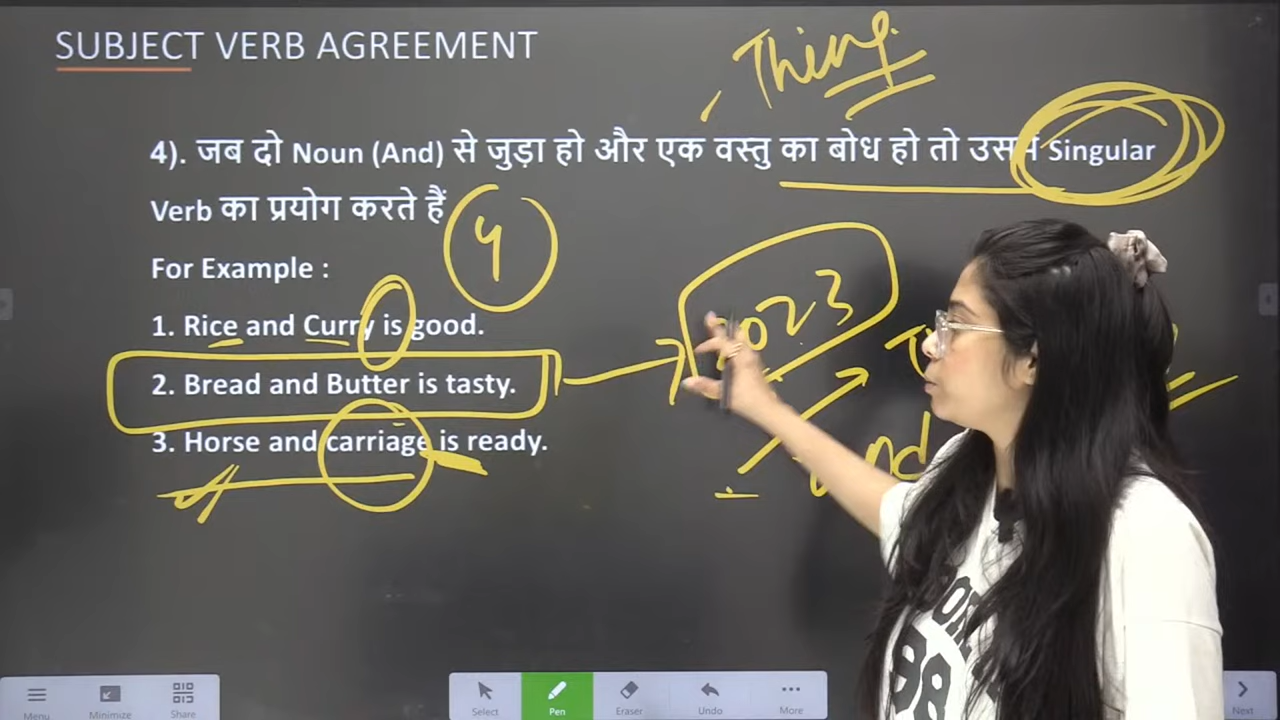 SUBJECT VERB AGREEMENT
Thing
4). जब दो Noun (And) से जुड़ा हो और एक वस्तु का बोध हो तो उसमें Singular
Verb का प्रयोग करते हैं
4
For Example :
2023
1. Rice and Curry is good.
2. Bread and Butter is tasty.
3. Horse and carriage is ready.
98
Menu
Minimize
Share
Select
Pen
Eraser
Undo
More
Next